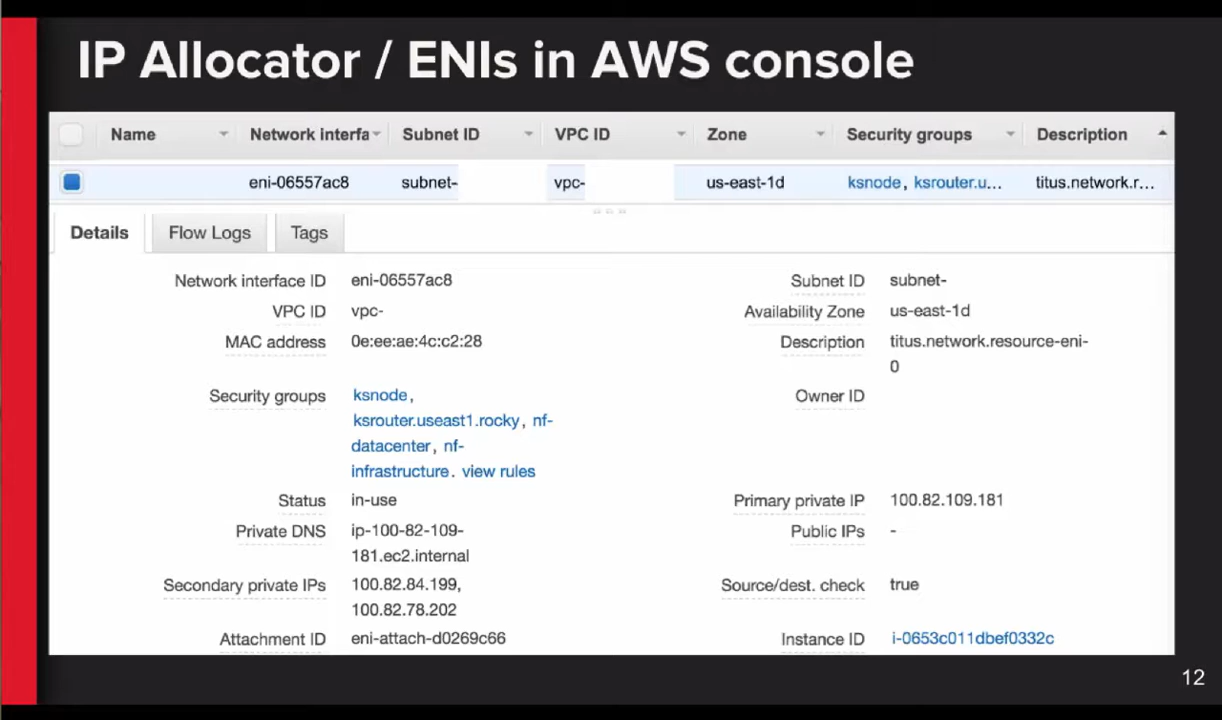 IP Allocator / ENIs in AWS console
Name Network interfa Subnet ID VPC ID Zone Security groups Description
eni-06557ac8 subnet- vpc- us-east-1d ksnode, ksrouter.u... titus.network.r...
Details Flow Logs Tags
Network interface ID eni-06557ac8 Subnet ID subnet-
VPC ID vpc- Availability Zone us-east-1d
MAC address 0e:ee:ae:4c:c2:28 Description titus.network.resource-eni-
0
Security groups ksnode, Owner ID
ksrouter.useast1.rocky, nf-
datacenter, nf-
infrastructure. view rules
Status in-use Primary private IP 100.82.109.181
Private DNS ip-100-82-109- Public IPs -
181.ec2.internal
Secondary private IPs 100.82.84.199, Source/dest. check true
100.82.78.202
Attachment ID eni-attach-d0269c66 Instance ID i-0653c011dbef0332c
12